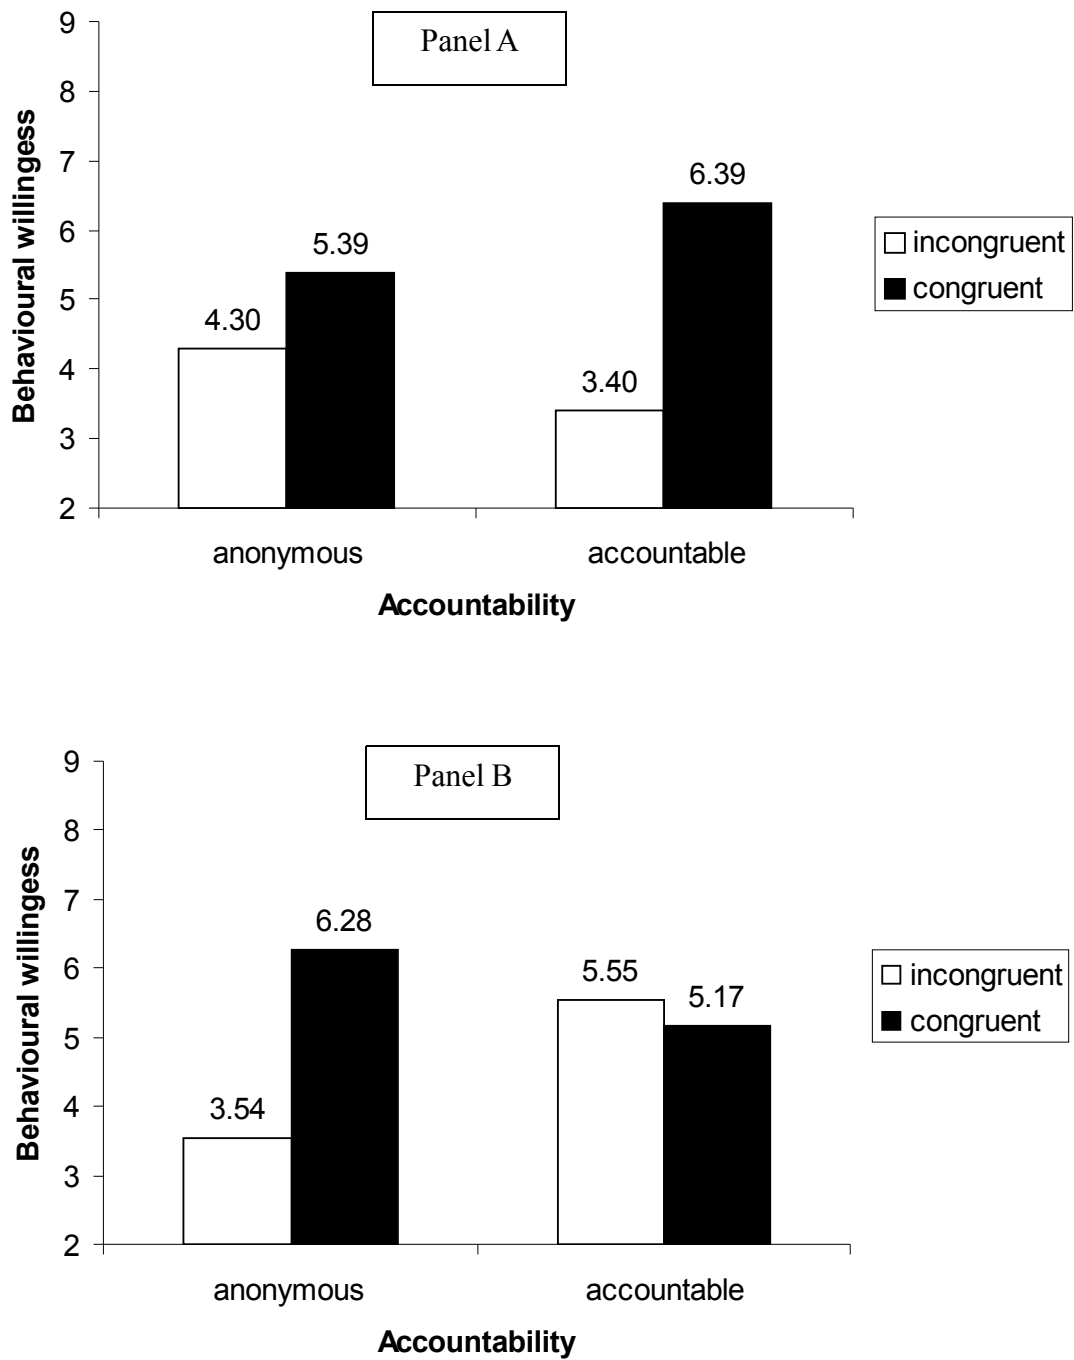 Panel A
9
8
7
6
5
4
3
2
Behavioural willingess
4.30
5.39
3.40
6.39
incongruent
congruent
anonymous
accountable
Accountability
Panel B
9
8
7
6
5
4
3
2
Behavioural willingess
3.54
6.28
5.55
5.17
incongruent
congruent
anonymous
accountable
Accountability